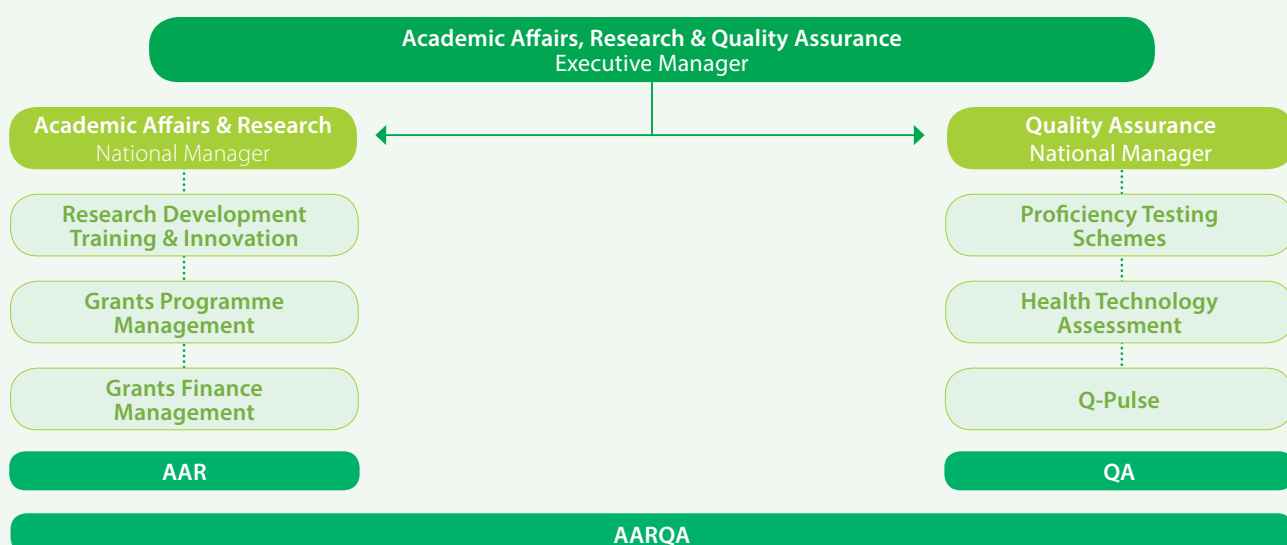 Academic Affairs, Research & Quality Assurance
Executive Manager
Academic Affairs & Research
National Manager
Research Development
Training & Innovation
Grants Programme
Management
Grants Finance
Management
AAR
Quality Assurance
National Manager
Proficiency Testing
Schemes
Health Technology
Assessment
Q-Pulse
QA
AARQA